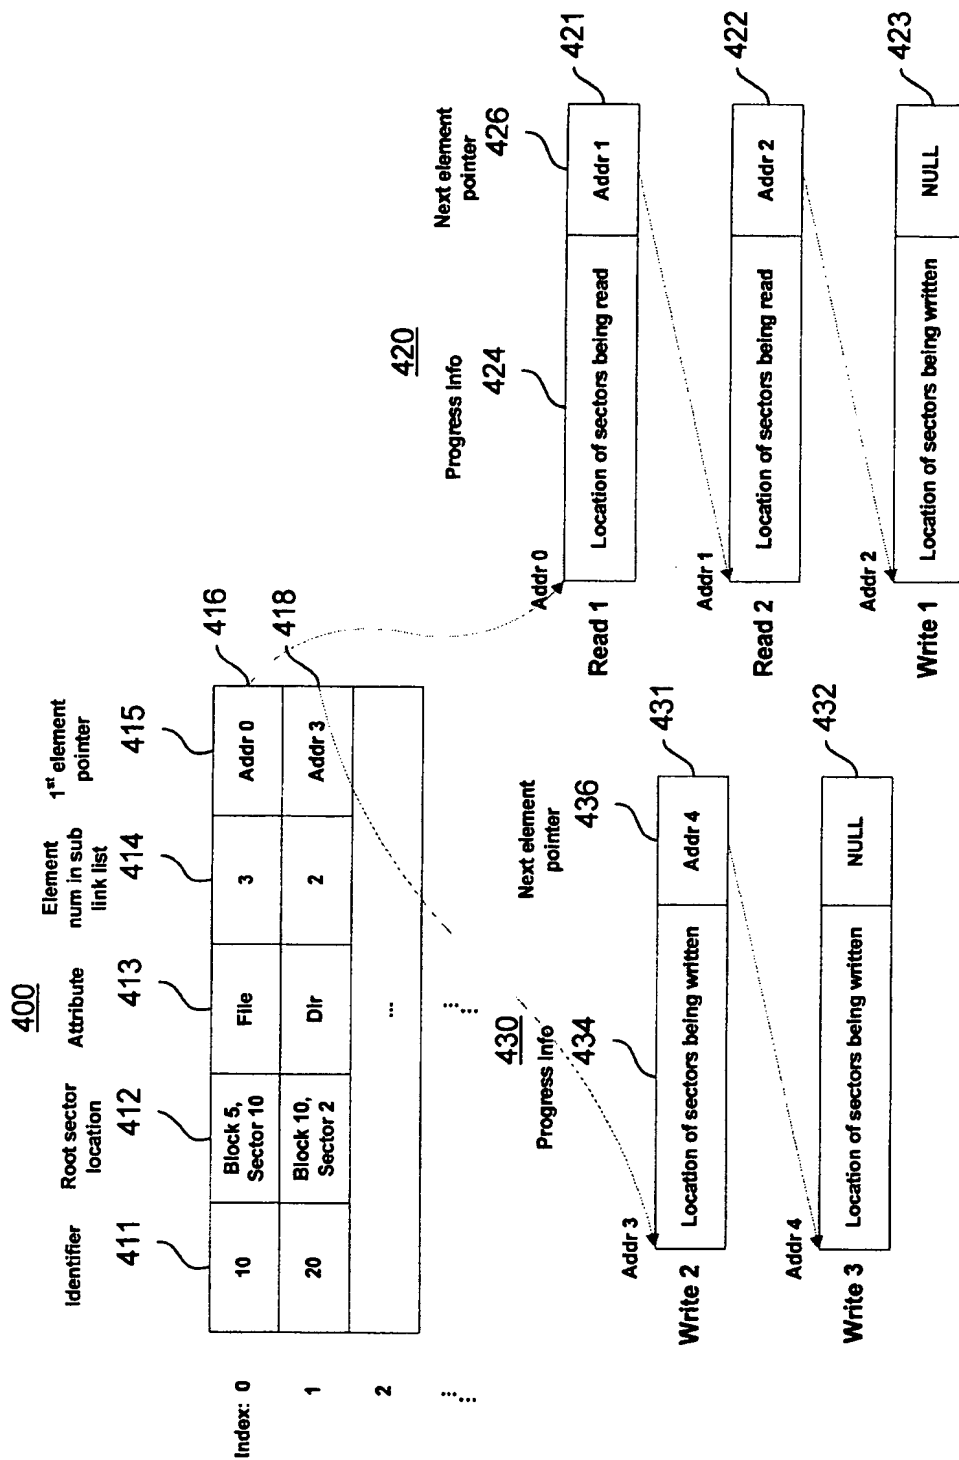 400
Identifier
411
Root sector
location
412
Attribute
413
Element
num in sub
link list
414
1st element
pointer
415
Index: 0
10
Block 5,
Sector 10
File
3
Addr 0
416
1
20
Block 10,
Sector 2
Dir
2
Addr 3
418
2
...
...
...
420
Progress Info
424
Next element
pointer
426
Addr 0
Read 1
Location of sectors being read
Addr 1
421
Addr 1
Read 2
Location of sectors being read
Addr 2
422
Addr 2
Write 1
Location of sectors being written
NULL
423
430
Progress Info
434
Next element
pointer
436
Addr 3
Write 2
Location of sectors being written
Addr 4
431
Addr 4
Write 3
Location of sectors being written
NULL
432